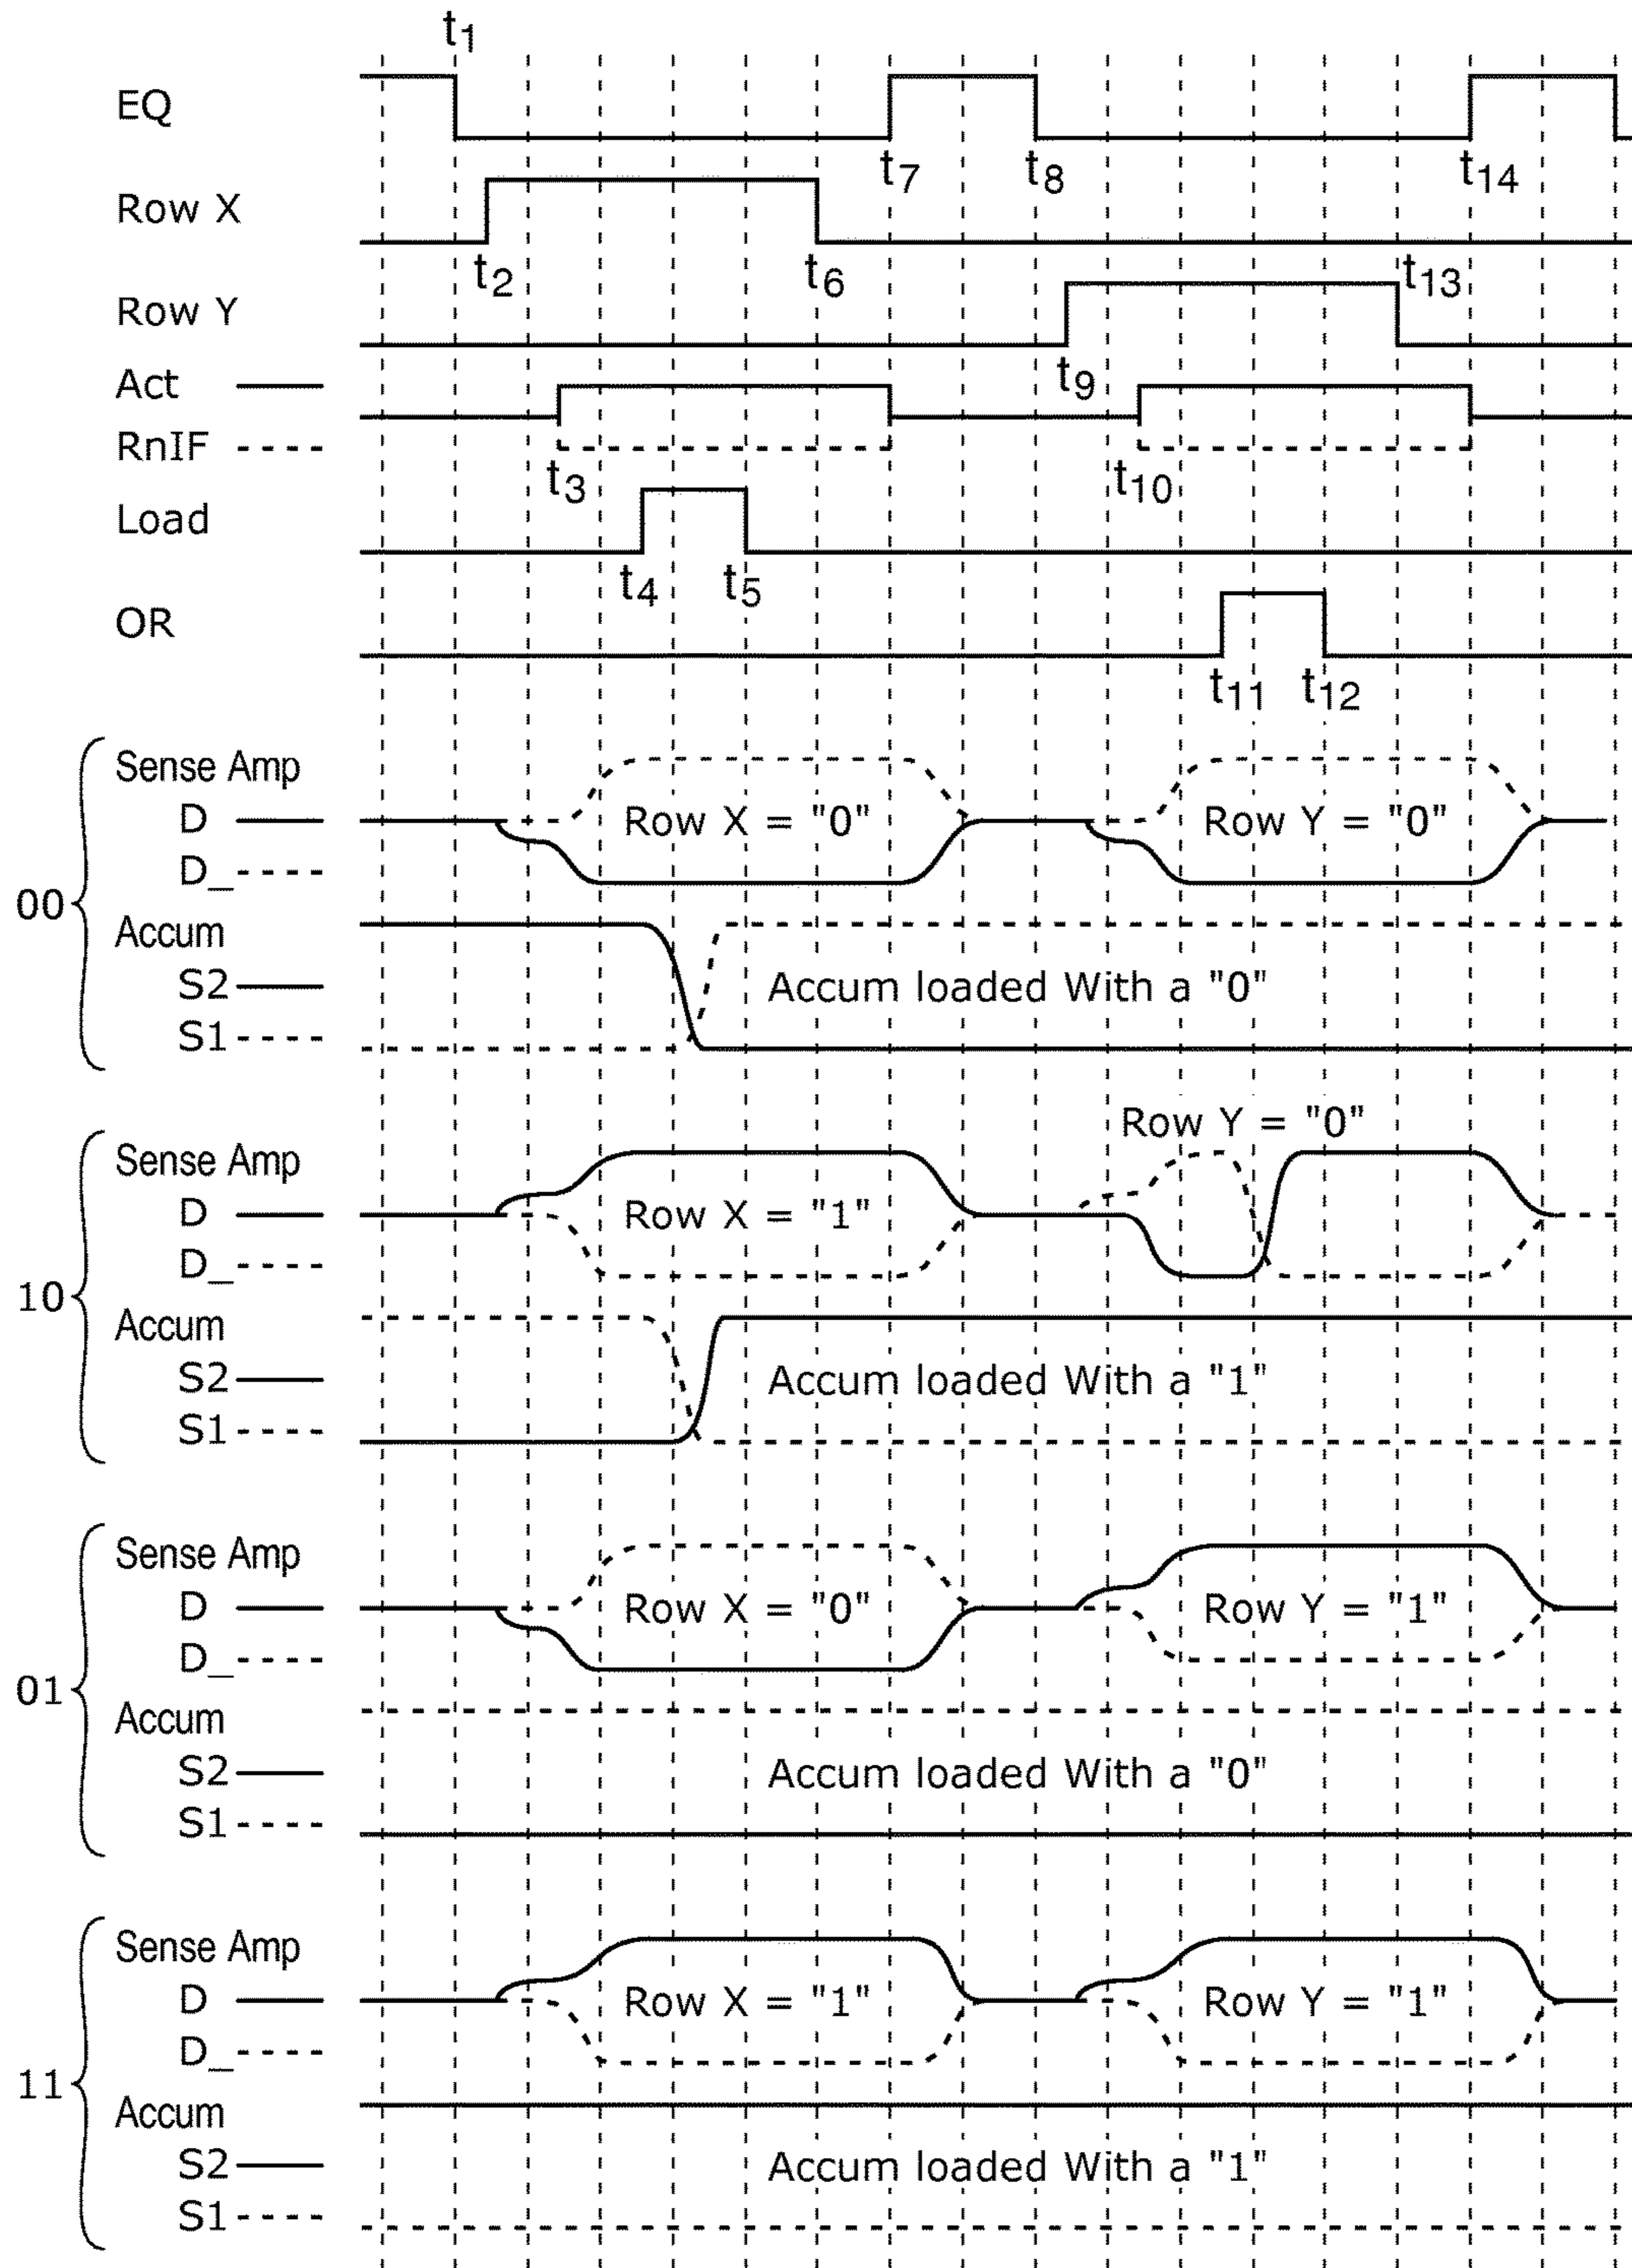 t1
EQ
t7 t8 t14
Row X
t2 t6 t13
Row Y
t9
Act
RnIF
t3 t10
Load
t4 t5
OR
t11 t12
00
Sense Amp
D
D_
Row X = "0" Row Y = "0"
Accum
S2
S1
Accum loaded With a "0"
10
Row Y = "0"
Sense Amp
D
D_
Row X = "1"
Accum
S2
S1
Accum loaded With a "1"
01
Sense Amp
D
D_
Row X = "0" Row Y = "1"
Accum
S2
S1
Accum loaded With a "0"
11
Sense Amp
D
D_
Row X = "1" Row Y = "1"
Accum
S2
S1
Accum loaded With a "1"